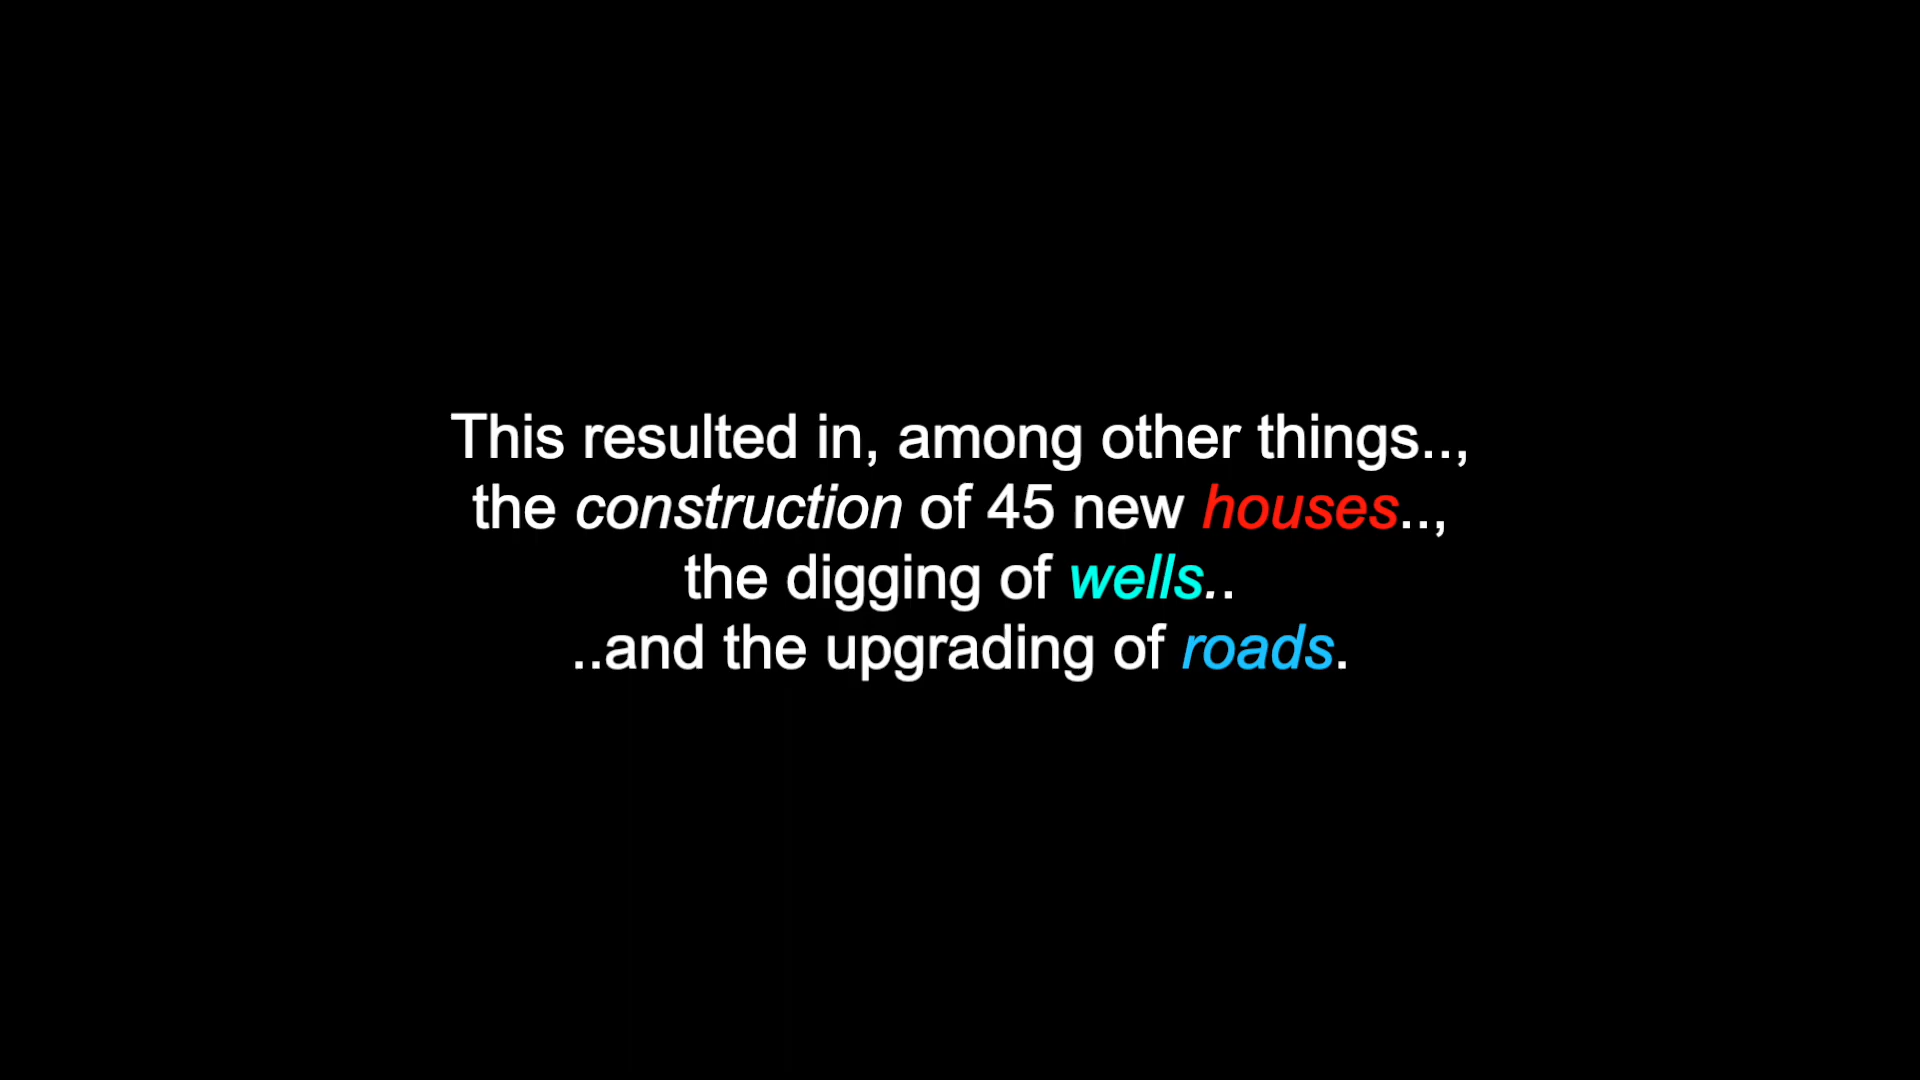 This resulted in, among other things..,
the construction of 45 new houses..,
the digging of wells..
..and the upgrading of roads.